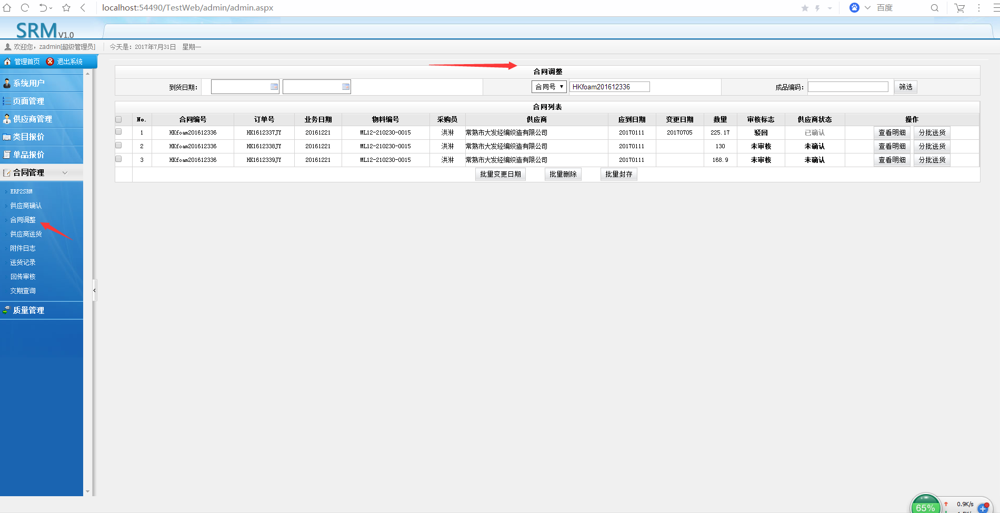 localhost:54490/TestWeb/admin/admin.aspx
百度
SRM V1.0
欢迎您，zadmin[超级管理员] 今天是：2017年7月31日 星期一
管理首页 退出系统
系统用户
页面管理
供应商管理
类目报价
单品报价
合同管理
ERP2SRM
供应商确认
合同调整
供应商送货
附件日志
送货记录
回传审核
交期查询
质量管理
合同调整
到货日期： 合同号 HKfoam201612336 成品编码： 筛选
合同列表
No. 合同编号 订单号 业务日期 物料编号 采购员 供应商 应到日期 变更日期 数量 审核标志 供应商状态 操作
1 HKfoam201612336 HK1612337JY 20161221 ML12-210230-0015 洪淋 常熟市大发经编织造有限公司 20170111 20170705 225.17 驳回 已确认 查看明细 分批送货
2 HKfoam201612336 HK1612338JY 20161221 ML12-210230-0015 洪淋 常熟市大发经编织造有限公司 20170111 130 未审核 未确认 查看明细 分批送货
3 HKfoam201612336 HK1612339JY 20161221 ML12-210230-0015 洪淋 常熟市大发经编织造有限公司 20170111 168.9 未审核 未确认 查看明细 分批送货
批量变更日期 批量删除 批量封存
65% 0.9K/s